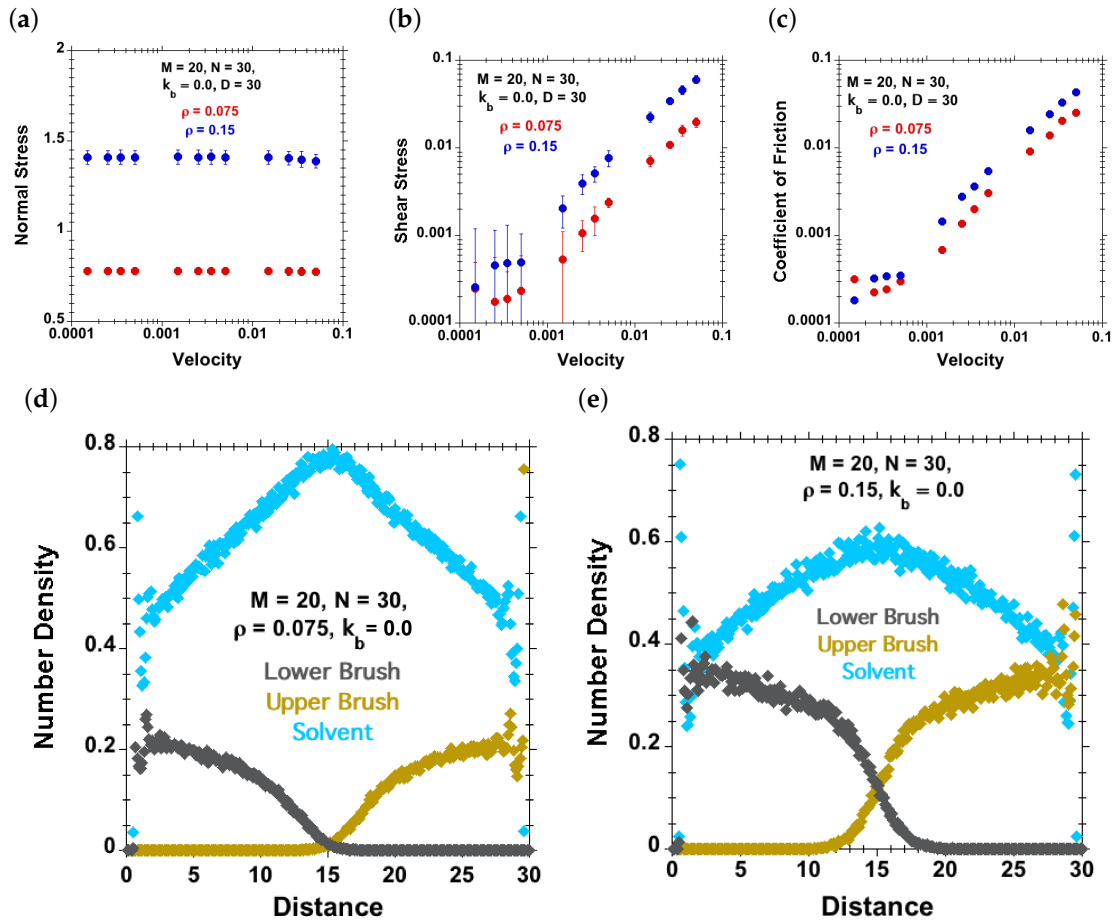 (a)
2
1.5
1
0.5
Normal Stress
M = 20, N = 30,
k_b = 0.0, D = 30
ρ = 0.075
ρ = 0.15
0.0001 0.001 0.01 0.1
Velocity
(b)
0.1
0.01
0.001
0.0001
Shear Stress
M = 20, N = 30,
k_b = 0.0, D = 30
ρ = 0.075
ρ = 0.15
0.0001 0.001 0.01 0.1
Velocity
(c)
0.1
0.01
0.001
0.0001
Coefficient of Friction
M = 20, N = 30,
k_b = 0.0, D = 30
ρ = 0.075
ρ = 0.15
0.0001 0.001 0.01 0.1
Velocity
(d)
0.8
0.6
0.4
0.2
0
Number Density
M = 20, N = 30,
ρ = 0.075, k_b = 0.0
Lower Brush
Upper Brush
Solvent
0 5 10 15 20 25 30
Distance
(e)
0.8
0.6
0.4
0.2
0
Number Density
M = 20, N = 30,
ρ = 0.15, k_b = 0.0
Lower Brush
Upper Brush
Solvent
0 5 10 15 20 25 30
Distance